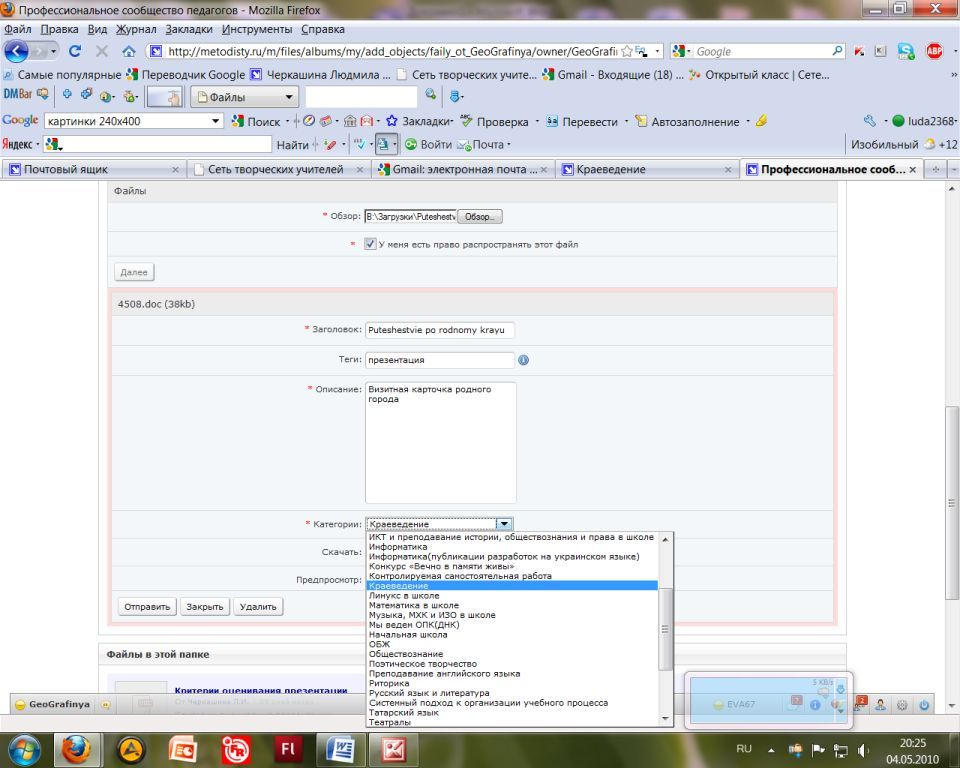 Профессиональное сообщество педагогов - Mozilla Firefox
Файл Правка Вид Журнал Закладки Инструменты Справка
http://metodisty.ru/m/files/albums/my/add_objects/faily_ot_GeoGrafinya/owner/GeoGrafi
Google
Самые популярные Переводчик Google Черкашина Людмила ... Сеть творческих учите... Gmail - Входящие (18) ... Открытый класс | Сете... »
DMBar Файлы
Google картинки 240x400 Поиск Закладки Проверка Перевести Автозаполнение luda2368
Яндекс Найти Войти Почта Изобильный +12
Почтовый ящик Сеть творческих учителей Gmail: электронная почта ... Краеведение Профессиональное сооб...
Файлы
* Обзор: B:\Загрузки\Puteshestv Обзор...
* У меня есть право распространять этот файл
Далее
4508.doc (38kb)
* Заголовок: Puteshestvie po rodnomy krayu
Теги: презентация
* Описание: Визитная карточка родного
города
* Категории: Краеведение
ИКТ и преподавание истории, обществознания и права в школе
Информатика
Скачать: Информатика(публикации разработок на украинском языке)
Конкурс «Вечно в памяти живы»
Контролируемая самостоятельная работа
Предпросмотр: Краеведение
Линукс в школе
Отправить Закрыть Удалить Математика в школе
Музыка, МХК и ИЗО в школе
Мы веден ОПК(ДНК)
Начальная школа
ОБЖ
Файлы в этой папке Обществознание
Поэтическое творчество
Преподавание английского языка
Риторика
Критерии оценивания презентации Русский язык и литература
От Черкашина Л.И. Системный подход к организации учебного процесса
Татарский язык
Театралы
5 KB/s
GeoGrafinya EVA67 2
RU 20:25
04.05.2010